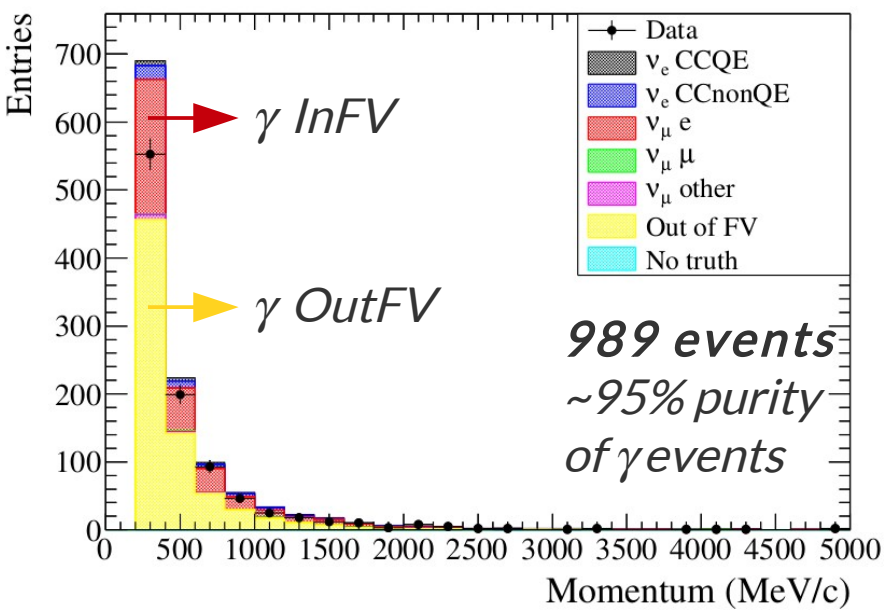 Entries
700
600
500
400
300
200
100
0
0 500 1000 1500 2000 2500 3000 3500 4000 4500 5000
Momentum (MeV/c)
Data
νe CCQE
νe CCnonQE
νμ e
νμ μ
νμ other
Out of FV
No truth
γ InFV
γ OutFV
989 events
~95% purity
of γ events